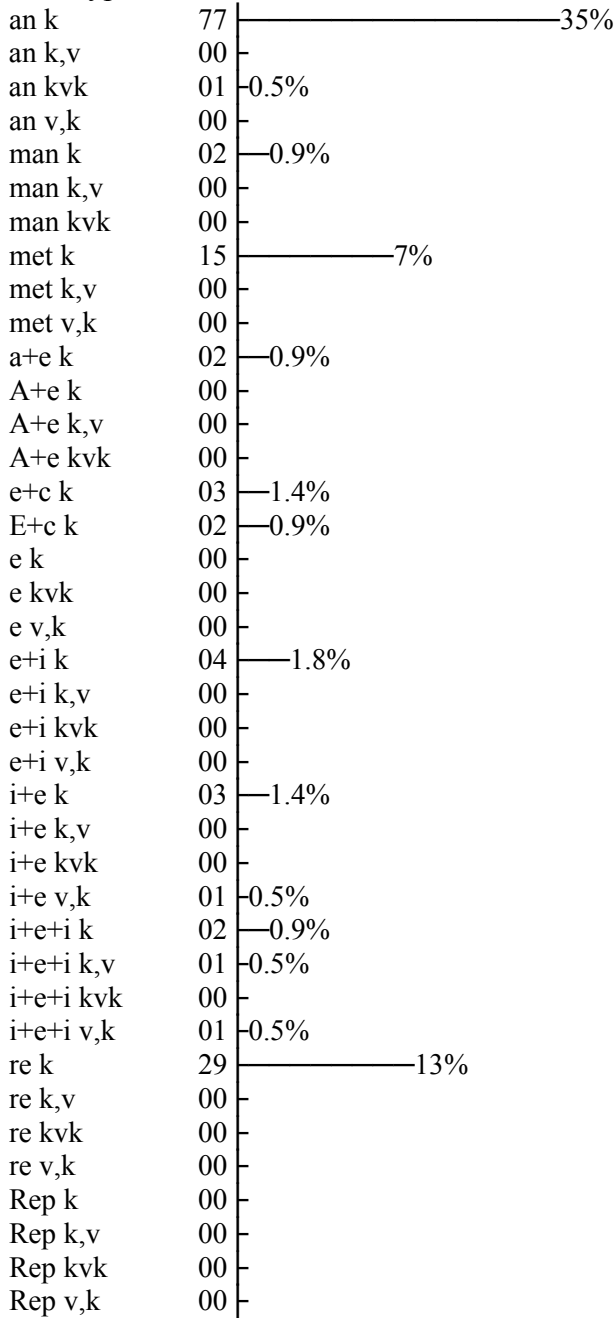 an k 77 35%
an k,v 00
an kvk 01 0.5%
an v,k 00
man k 02 0.9%
man k,v 00
man kvk 00
met k 15 7%
met k,v 00
met v,k 00
a+e k 02 0.9%
A+e k 00
A+e k,v 00
A+e kvk 00
e+c k 03 1.4%
E+c k 02 0.9%
e k 00
e kvk 00
e v,k 00
e+i k 04 1.8%
e+i k,v 00
e+i kvk 00
e+i v,k 00
i+e k 03 1.4%
i+e k,v 00
i+e kvk 00
i+e v,k 01 0.5%
i+e+i k 02 0.9%
i+e+i k,v 01 0.5%
i+e+i kvk 00
i+e+i v,k 01 0.5%
re k 29 13%
re k,v 00
re kvk 00
re v,k 00
Rep k 00
Rep k,v 00
Rep kvk 00
Rep v,k 00